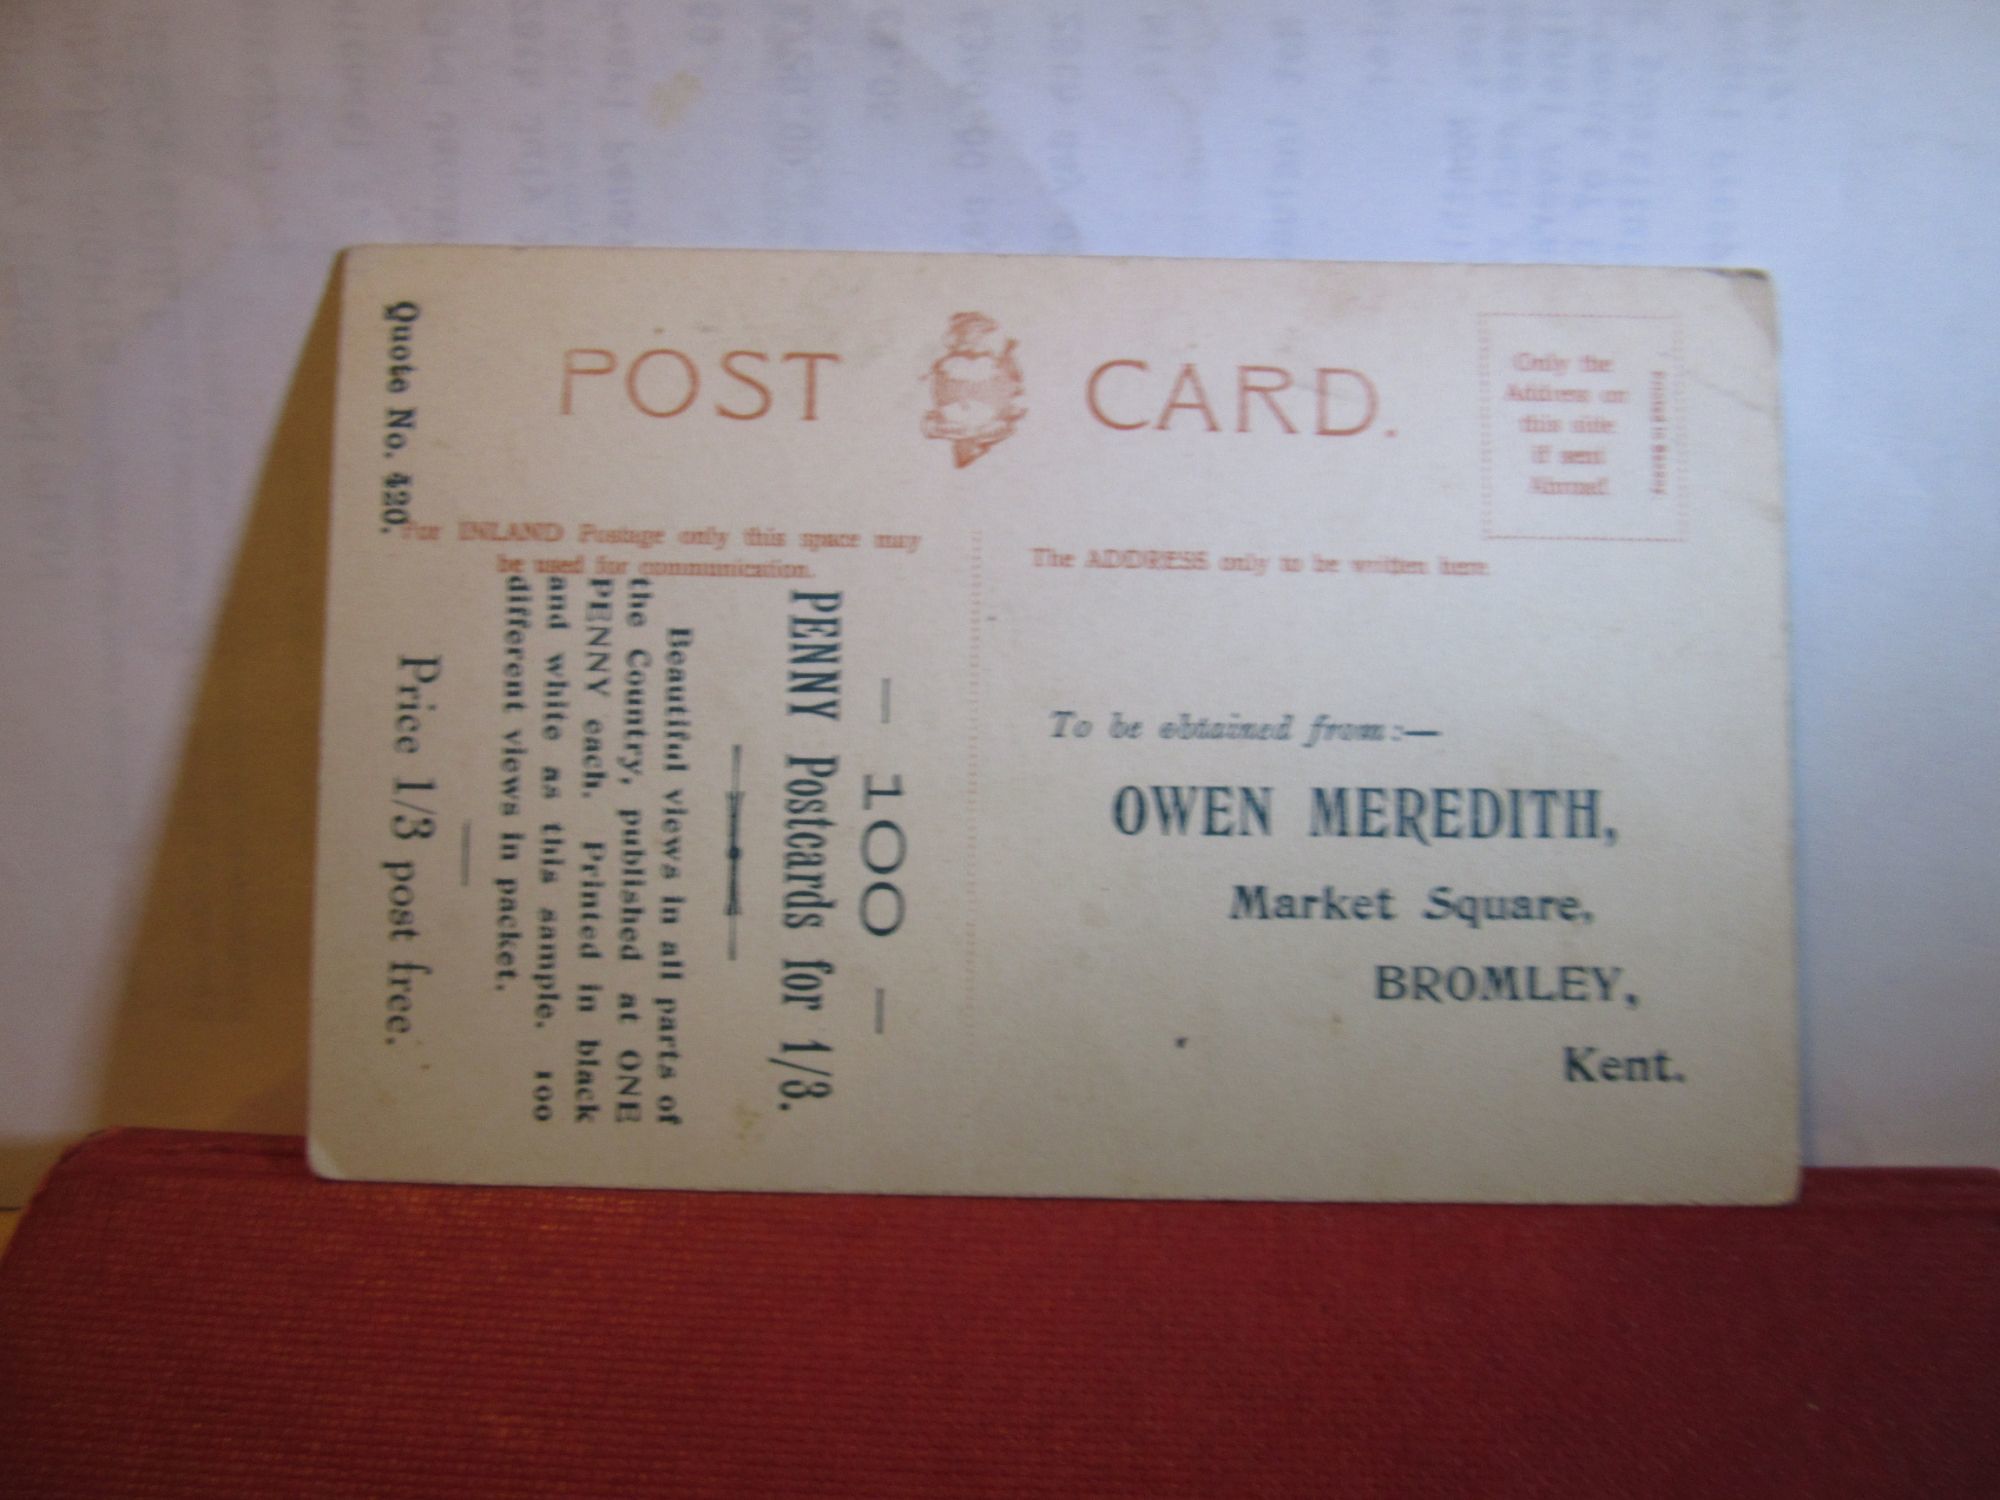 POST CARD.
Only the
Address on
this side
if sent
Abroad.
Printed in Saxony
For INLAND Postage only this space may
be used for communication.
The ADDRESS only to be written here.
To be obtained from:—
OWEN MEREDITH,
Market Square,
BROMLEY,
Kent.
— 100 —
PENNY Postcards for 1/3.
Beautiful views in all parts of
the Country, published at ONE
PENNY each. Printed in black
and white as this sample. 100
different views in packet.
Price 1/3 post free.
Quote No. 420.